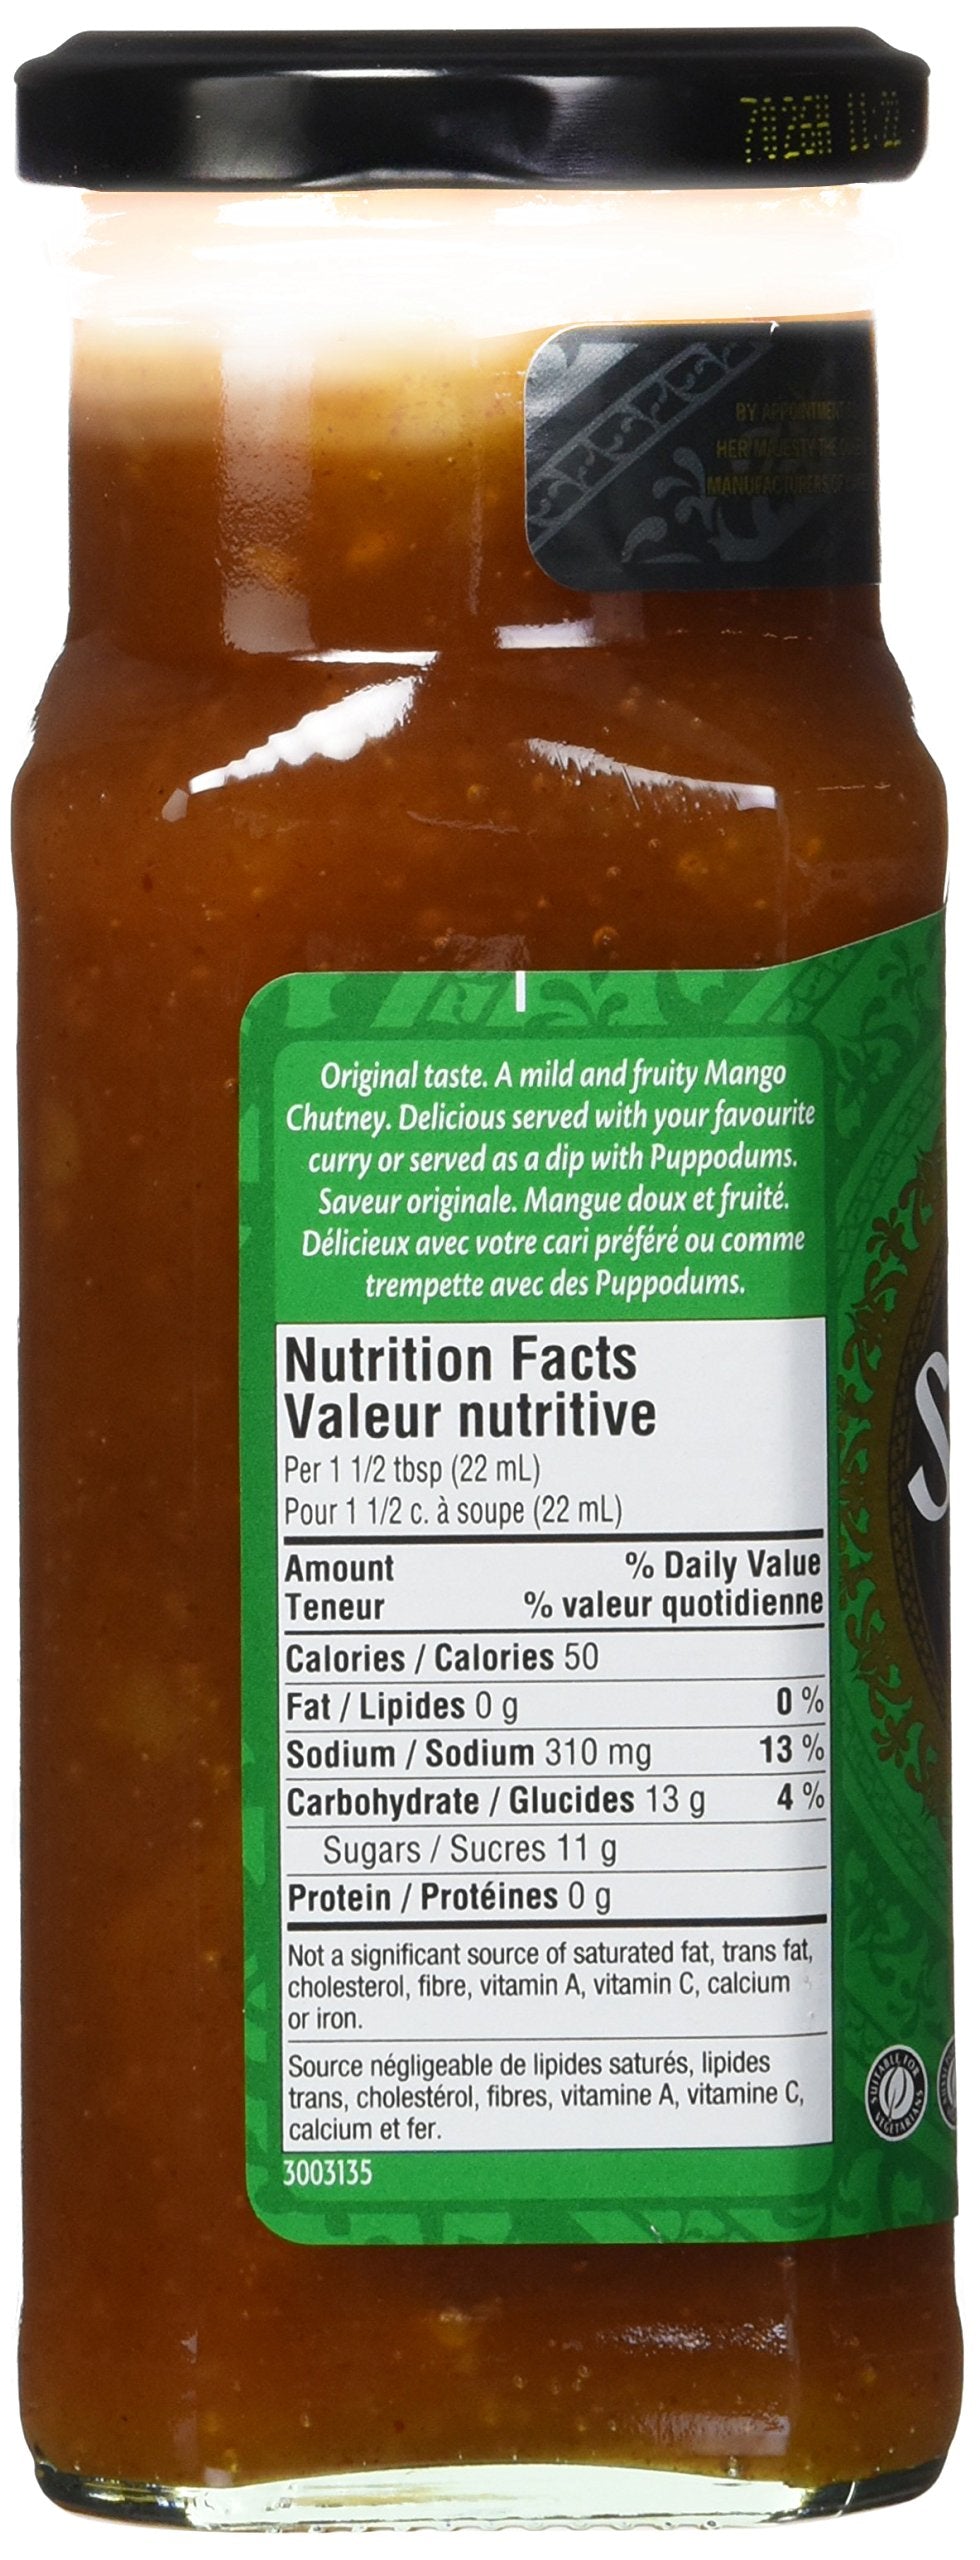 BY APPOINTMENT
HER MAJESTY THE
MANUFACTURERS OF
Original taste. A mild and fruity Mango
Chutney. Delicious served with your favourite
curry or served as a dip with Puppodums.
Saveur originale. Mangue doux et fruité.
Délicieux avec votre cari préféré ou comme
trempette avec des Puppodums.
Nutrition Facts
Valeur nutritive
Per 1 1/2 tbsp (22 mL)
Pour 1 1/2 c. à soupe (22 mL)
Amount % Daily Value
Teneur % valeur quotidienne
Calories / Calories 50
Fat / Lipides 0 g 0 %
Sodium / Sodium 310 mg 13 %
Carbohydrate / Glucides 13 g 4 %
Sugars / Sucres 11 g
Protein / Protéines 0 g
Not a significant source of saturated fat, trans fat,
cholesterol, fibre, vitamin A, vitamin C, calcium
or iron.
Source négligeable de lipides saturés, lipides
trans, cholestérol, fibres, vitamine A, vitamine C,
calcium et fer.
3003135
S
SUITABLE FOR
VEGETARIANS